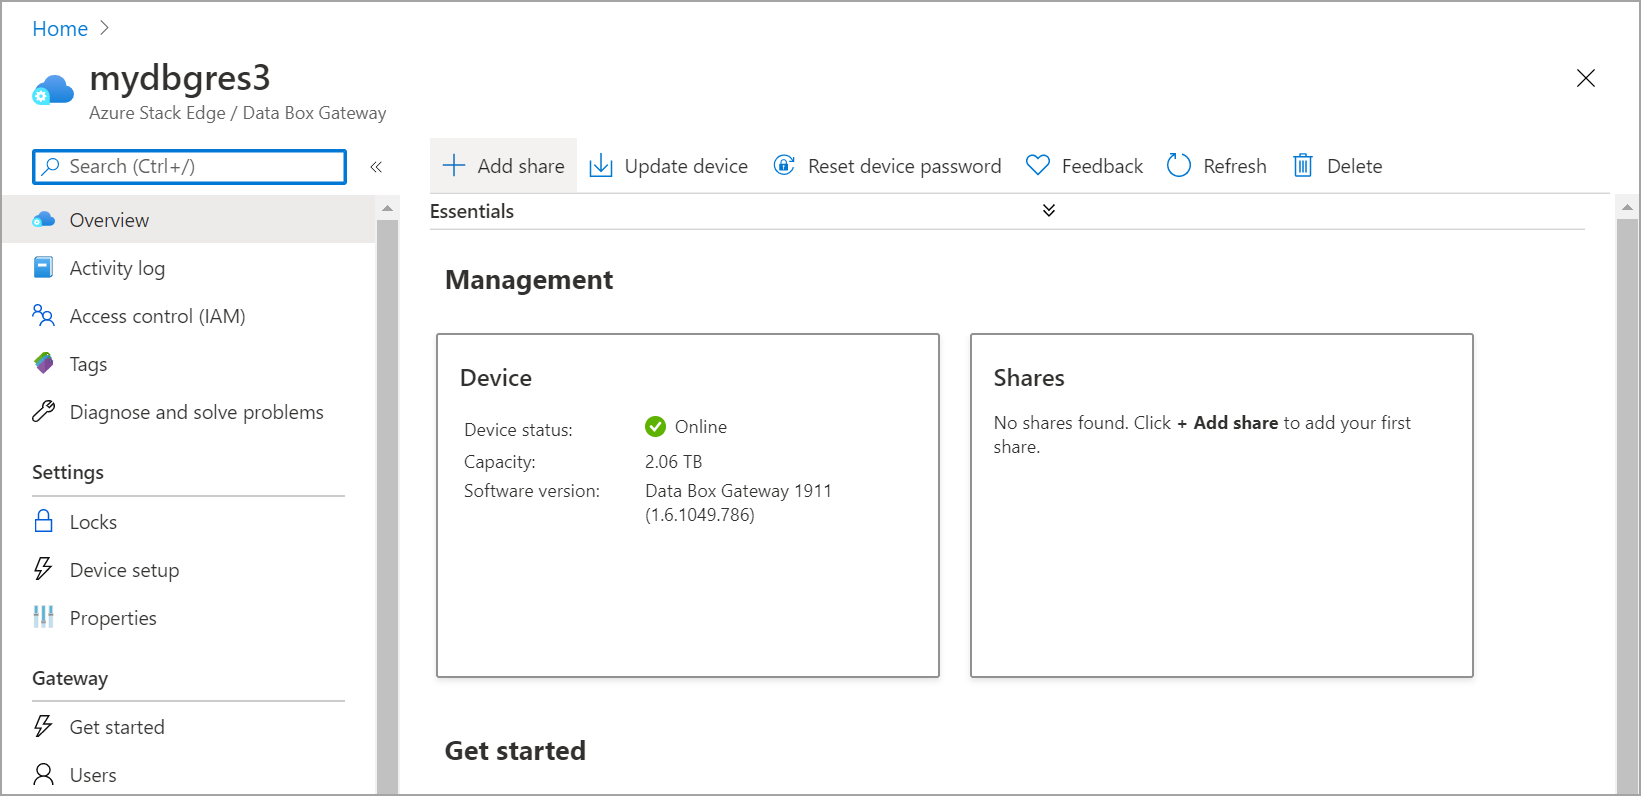 Home
mydbgres3
Azure Stack Edge / Data Box Gateway
Search (Ctrl+/)
Overview
Activity log
Access control (IAM)
Tags
Diagnose and solve problems
Settings
Locks
Device setup
Properties
Gateway
Get started
Users
Add share
Update device
Reset device password
Feedback
Refresh
Delete
Essentials
Management
Device
Device status: Online
Capacity: 2.06 TB
Software version: Data Box Gateway 1911
(1.6.1049.786)
Shares
No shares found. Click + Add share to add your first
share.
Get started